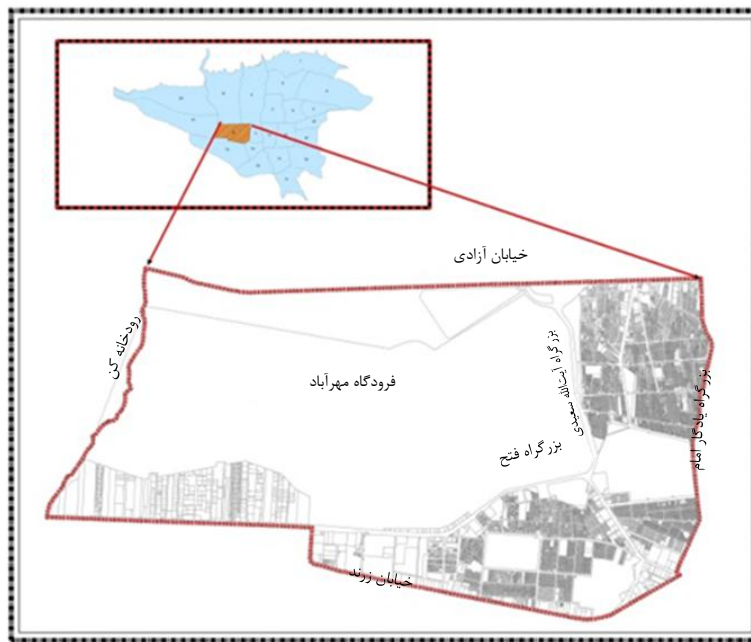 خیابان آزادی
رودخانه کن
فرودگاه مهرآباد
بزرگراه آیت‌الله سعیدی
بزرگراه یادگار امام
بزرگراه فتح
خیابان زرند